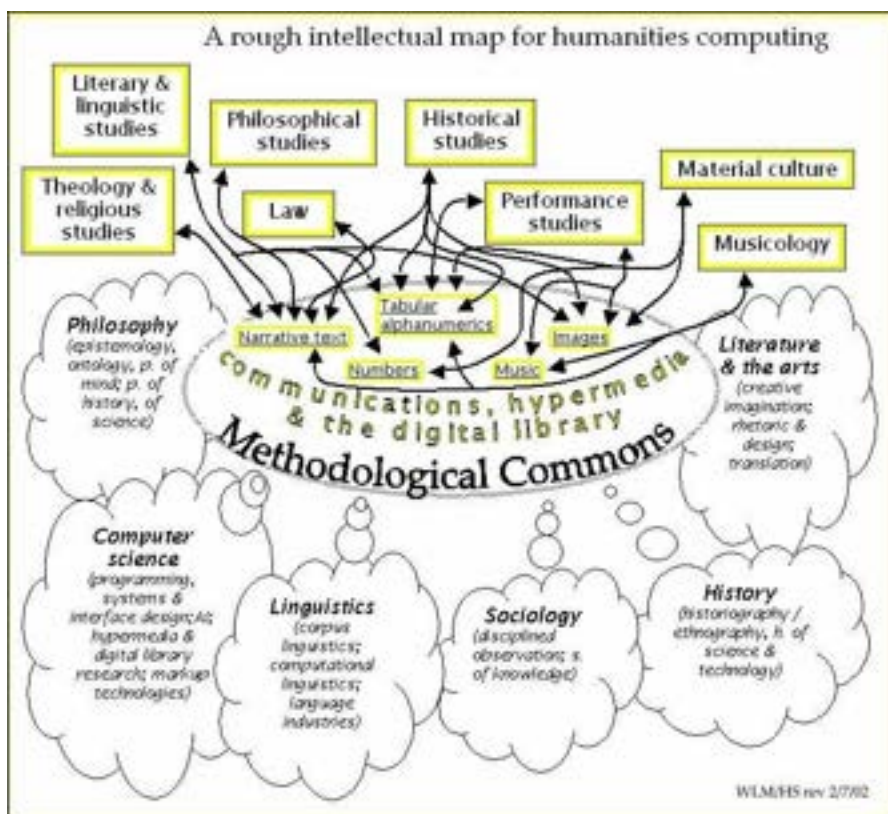 A rough intellectual map for humanities computing
Literary &
linguistic
studies
Philosophical
studies
Historical
studies
Material culture
Theology &
religious
studies
Law
Performance
studies
Musicology
Tabular
alphanumerics
Narrative text
Images
Numbers
Music
communications, hypermedia
& the digital library
Methodological Commons
Philosophy
(epistemology,
ontology, p. of
mind; p. of
history, of
science)
Literature
& the arts
(creative
imagination;
rhetoric &
design;
translation)
Computer
science
(programming,
systems &
interface design;AI;
hypermedia &
digital library
research; markup
technologies)
Linguistics
(corpus
linguistics;
computational
linguistics;
language
industries)
Sociology
(disciplined
observation; s.
of knowledge)
History
(historiography /
ethnography, h. of
science &
technology)
WLM/HS rev 2/7/02